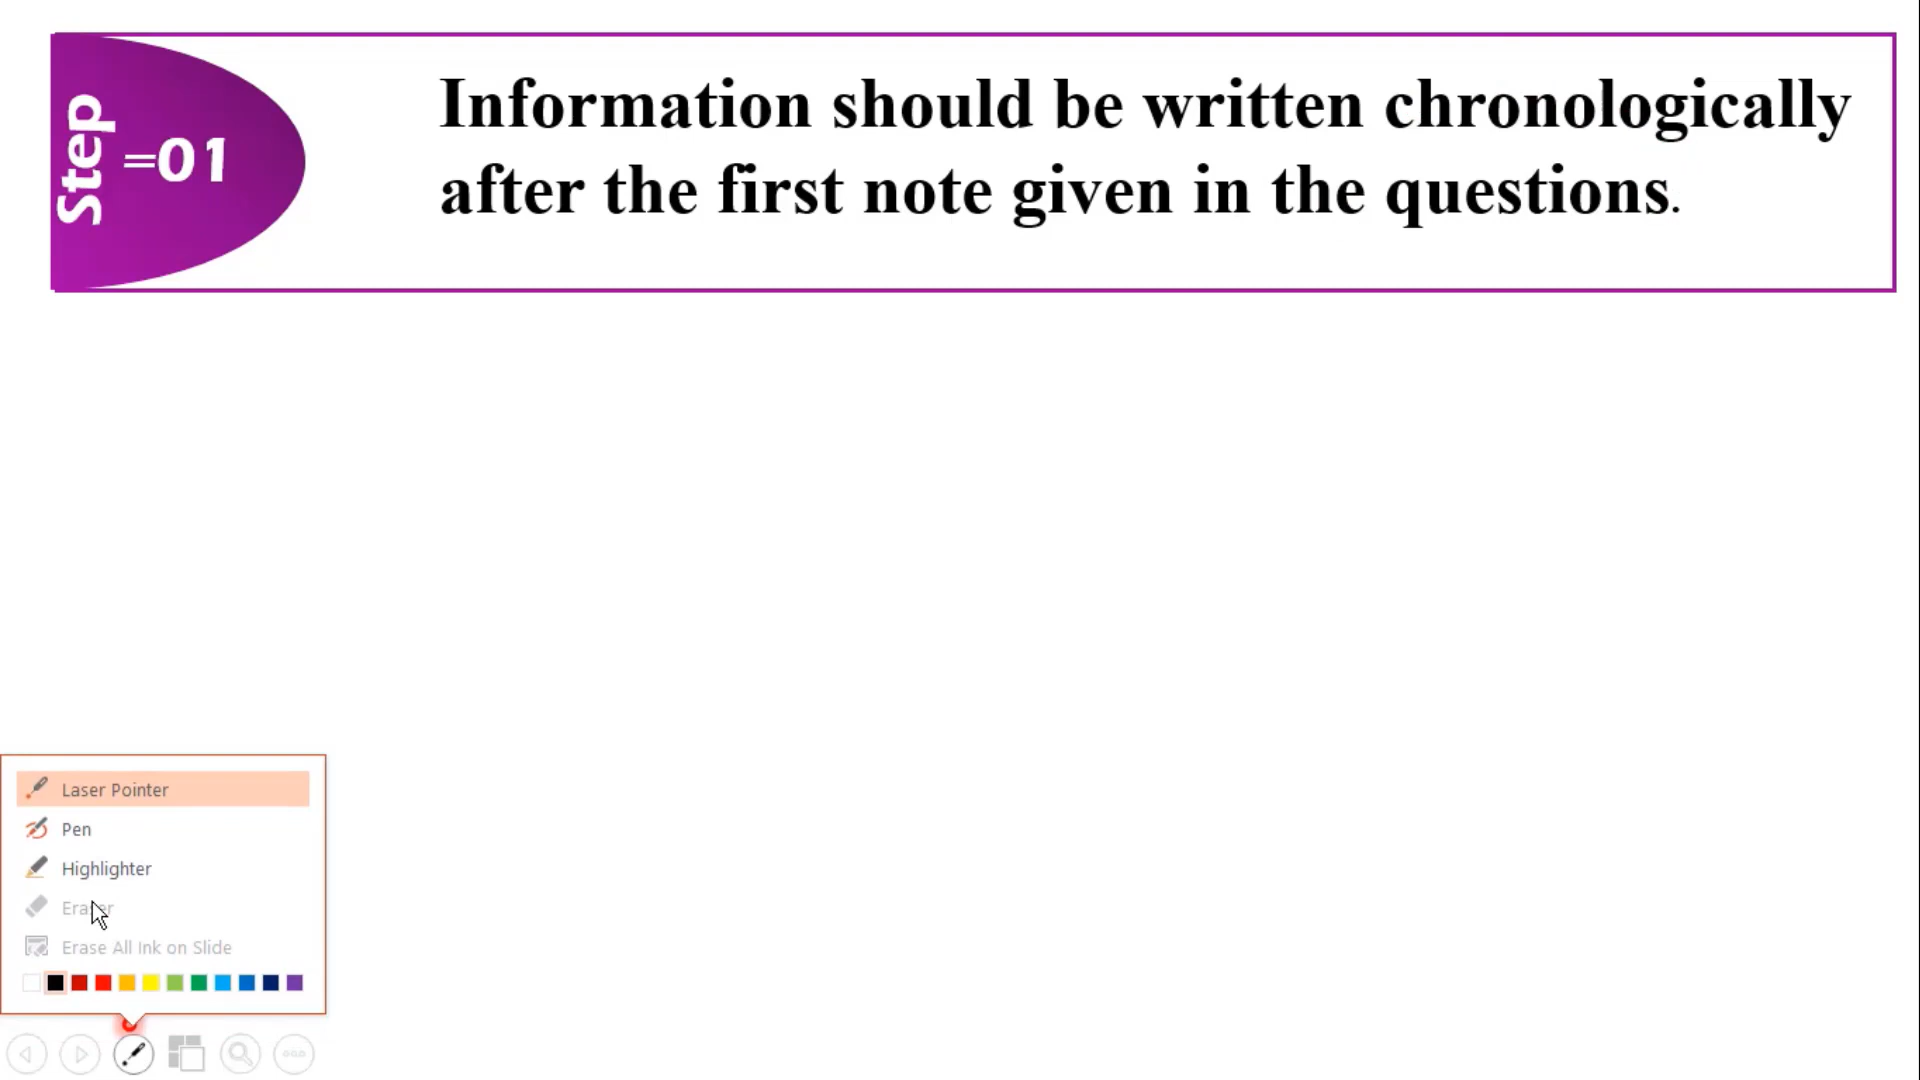 Step =01
Information should be written chronologically
after the first note given in the questions.
Laser Pointer
Pen
Highlighter
Eraser
Erase All Ink on Slide